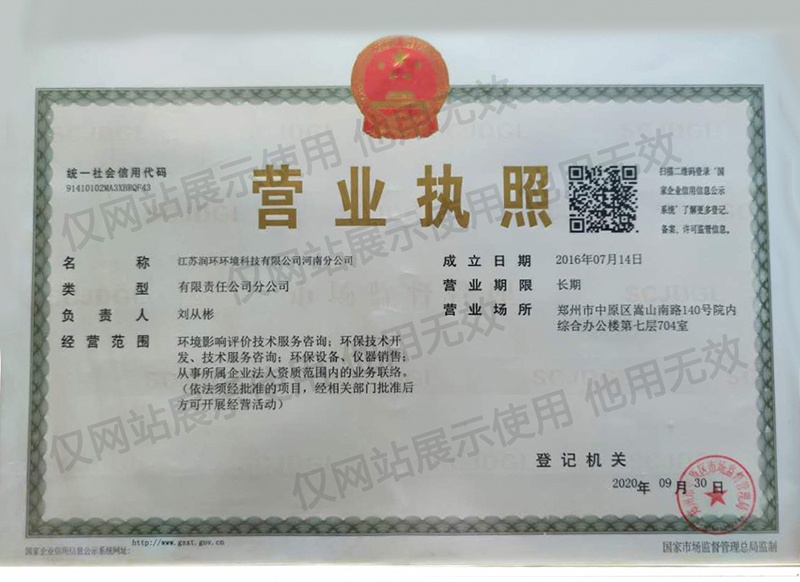 统一社会信用代码
91410102MA3XBRQF43
营业执照
扫描二维码登录“国
家企业信用信息公示
系统”了解更多登记、
备案、许可监管信息。
名称 江苏润环环境科技有限公司河南分公司
类型 有限责任公司分公司
负责人 刘从彬
经营范围 环境影响评价技术服务咨询；环保技术开
发、技术服务咨询；环保设备、仪器销售；
从事所属企业法人资质范围内的业务联络。
（依法须经批准的项目，经相关部门批准后
方可开展经营活动）
成立日期 2016年07月14日
营业期限 长期
营业场所 郑州市中原区嵩山南路140号院内
综合办公楼第七层704室
登记机关
2020年 09月 30日
国家企业信用信息公示系统网址：
http://www.gsxt.gov.cn
国家市场监督管理总局监制
仅网站展示使用 他用无效
仅网站展示使用 他用无效
仅网站展示使用 他用无效
仅网站展示使用 他用无效